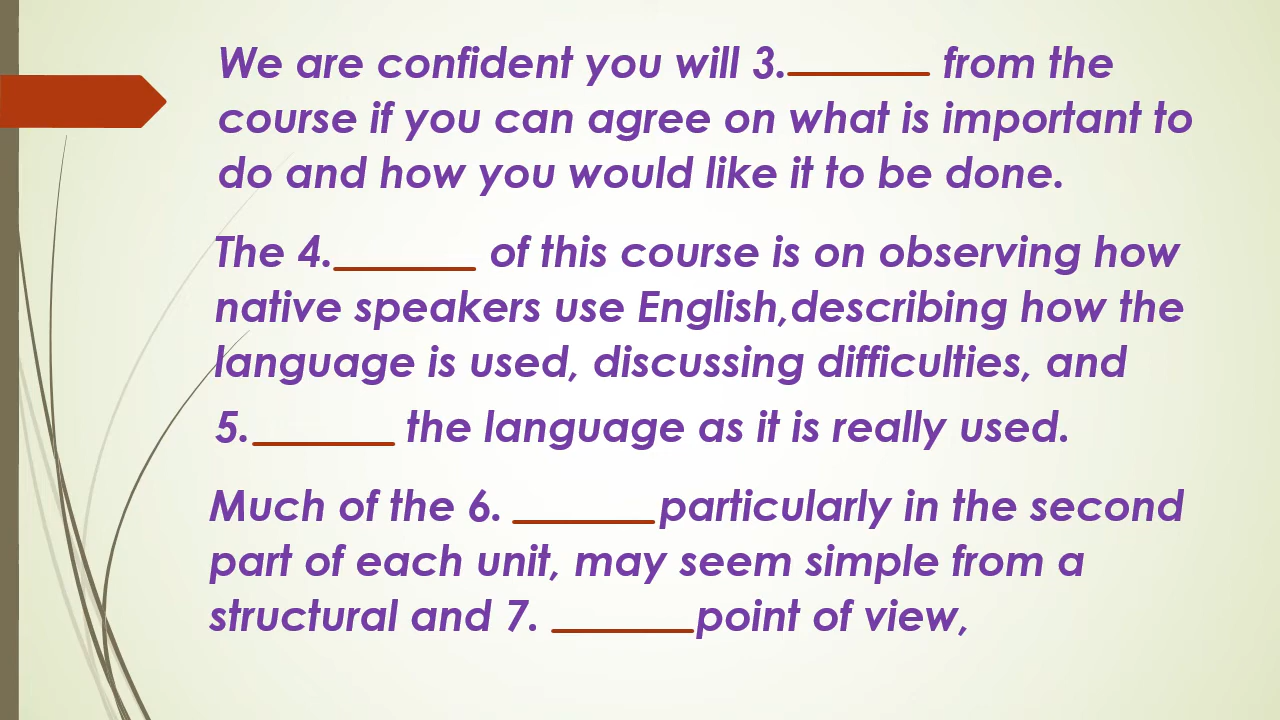 We are confident you will 3.______ from the
course if you can agree on what is important to
do and how you would like it to be done.
The 4.______ of this course is on observing how
native speakers use English,describing how the
language is used, discussing difficulties, and
5.______ the language as it is really used.
Much of the 6. ______ particularly in the second
part of each unit, may seem simple from a
structural and 7. ______ point of view,